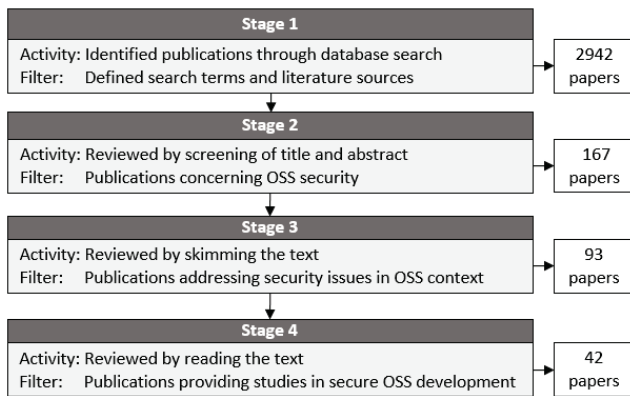 Stage 1
Activity: Identified publications through database search
Filter: Defined search terms and literature sources
2942
papers
Stage 2
Activity: Reviewed by screening of title and abstract
Filter: Publications concerning OSS security
167
papers
Stage 3
Activity: Reviewed by skimming the text
Filter: Publications addressing security issues in OSS context
93
papers
Stage 4
Activity: Reviewed by reading the text
Filter: Publications providing studies in secure OSS development
42
papers